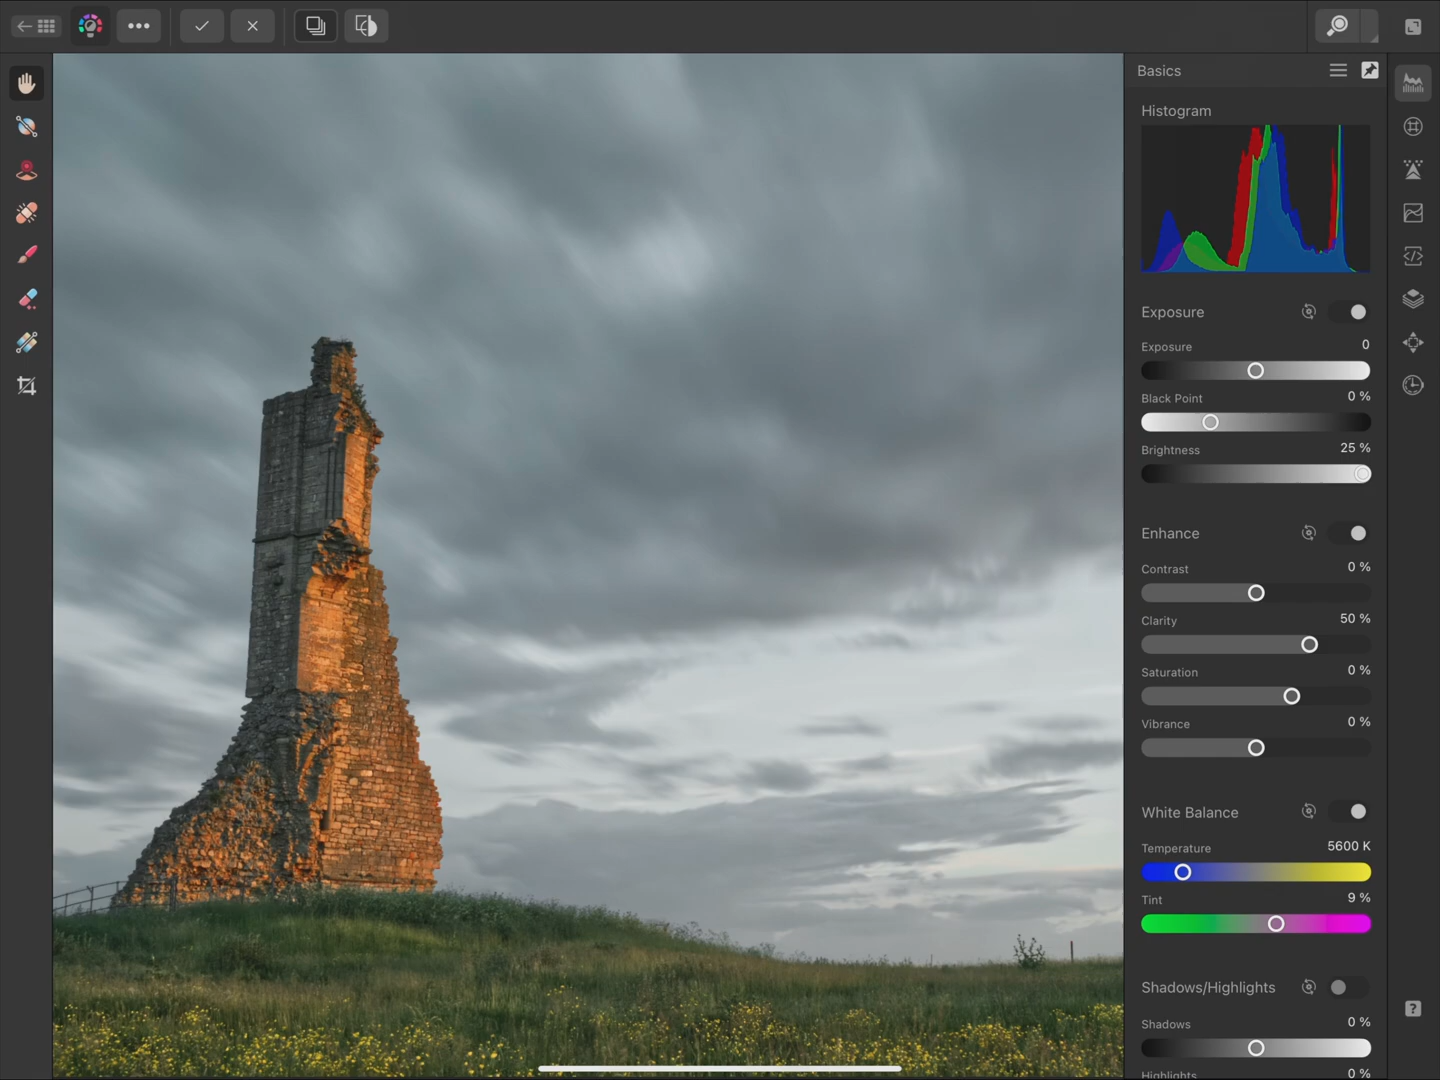 Basics
Histogram
Exposure
Exposure 0
Black Point 0 %
Brightness 25 %
Enhance
Contrast 0 %
Clarity 50 %
Saturation 0 %
Vibrance 0 %
White Balance
Temperature 5600 K
Tint 9 %
Shadows/Highlights
Shadows 0 %
Highlights 0 %
?